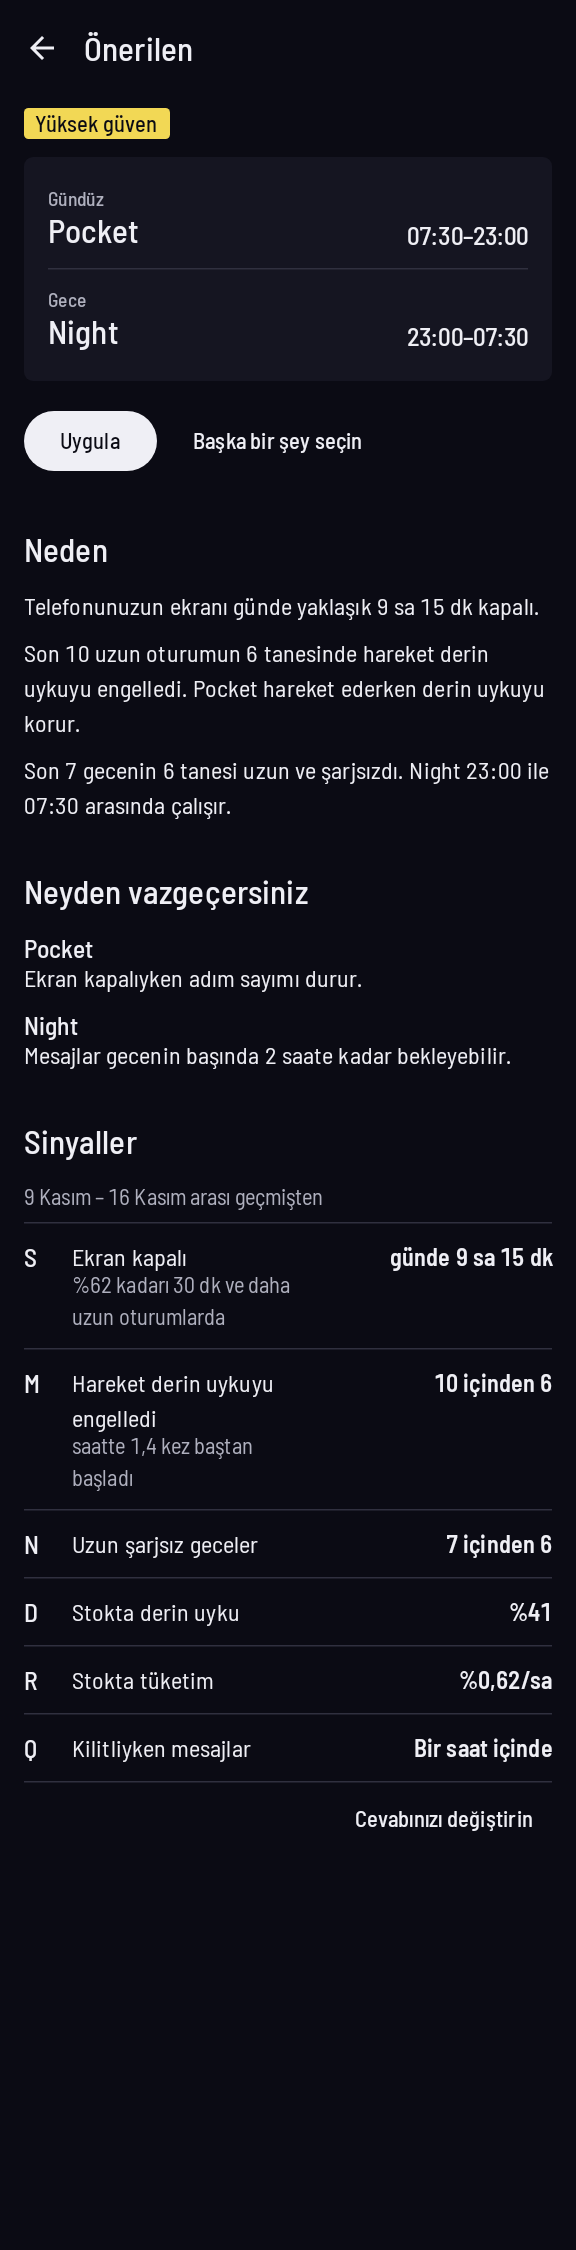 Önerilen
Yüksek güven
Gündüz
Pocket
07:30–23:00
Gece
Night
23:00–07:30
Uygula
Başka bir şey seçin
Neden
Telefonunuzun ekranı günde yaklaşık 9 sa 15 dk kapalı.
Son 10 uzun oturumun 6 tanesinde hareket derin
uykuyu engelledi. Pocket hareket ederken derin uykuyu
korur.
Son 7 gecenin 6 tanesi uzun ve şarjsızdı. Night 23:00 ile
07:30 arasında çalışır.
Neyden vazgeçersiniz
Pocket
Ekran kapalıyken adım sayımı durur.
Night
Mesajlar gecenin başında 2 saate kadar bekleyebilir.
Sinyaller
9 Kasım – 16 Kasım arası geçmişten
S Ekran kapalı günde 9 sa 15 dk
%62 kadarı 30 dk ve daha
uzun oturumlarda
M Hareket derin uykuyu 10 içinden 6
engelledi
saatte 1,4 kez baştan
başladı
N Uzun şarjsız geceler 7 içinden 6
D Stokta derin uyku %41
R Stokta tüketim %0,62/sa
Q Kilitliyken mesajlar Bir saat içinde
Cevabınızı değiştirin